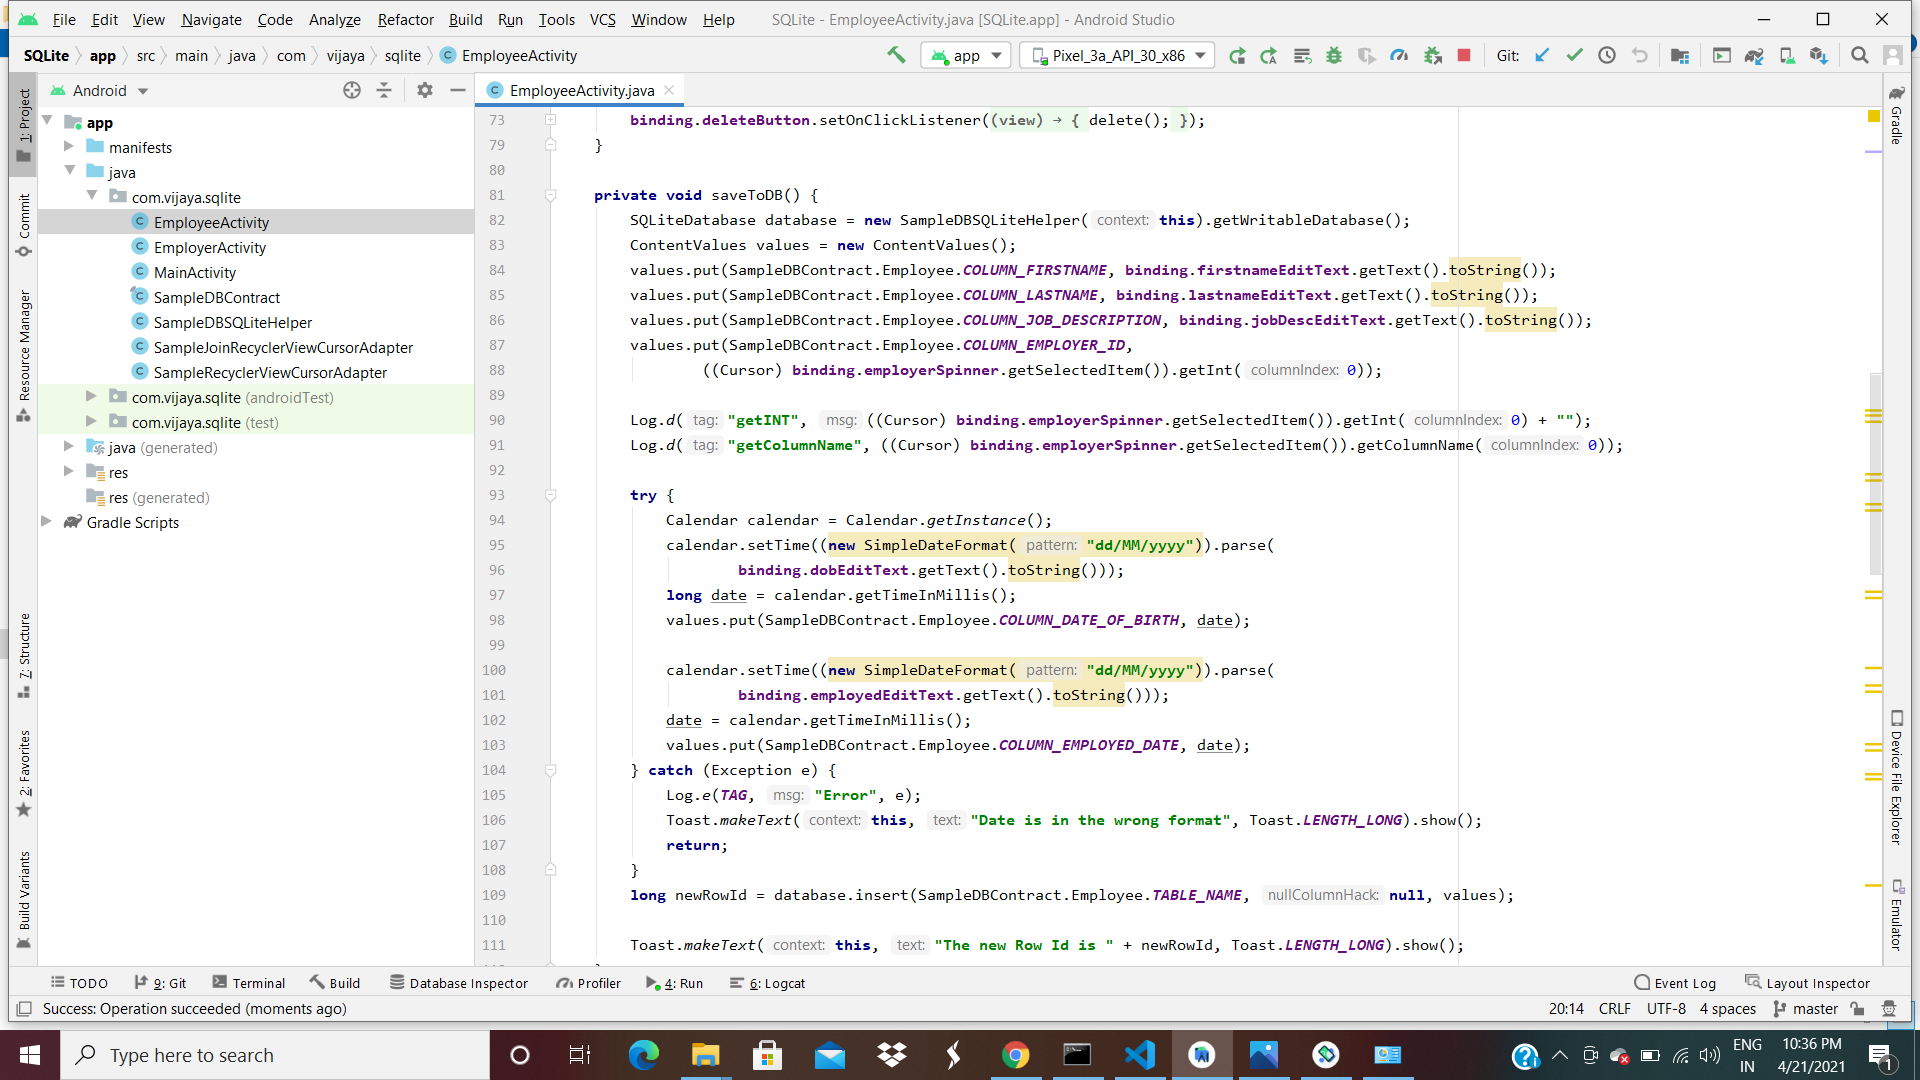 File Edit View Navigate Code Analyze Refactor Build Run Tools VCS Window Help SQLite - EmployeeActivity.java [SQLite.app] - Android Studio
SQLite app src main java com vijaya sqlite EmployeeActivity app Pixel_3a_API_30_x86 Git:
Android
EmployeeActivity.java
1: Project
Commit
Resource Manager
7: Structure
2: Favorites
Build Variants
app
manifests
java
com.vijaya.sqlite
EmployeeActivity
EmployerActivity
MainActivity
SampleDBContract
SampleDBSQLiteHelper
SampleJoinRecyclerViewCursorAdapter
SampleRecyclerViewCursorAdapter
com.vijaya.sqlite (androidTest)
com.vijaya.sqlite (test)
java (generated)
res
res (generated)
Gradle Scripts
73 binding.deleteButton.setOnClickListener((view) → { delete(); });
79 }
80
81 private void saveToDB() {
82 SQLiteDatabase database = new SampleDBSQLiteHelper( context: this).getWritableDatabase();
83 ContentValues values = new ContentValues();
84 values.put(SampleDBContract.Employee.COLUMN_FIRSTNAME, binding.firstnameEditText.getText().toString());
85 values.put(SampleDBContract.Employee.COLUMN_LASTNAME, binding.lastnameEditText.getText().toString());
86 values.put(SampleDBContract.Employee.COLUMN_JOB_DESCRIPTION, binding.jobDescEditText.getText().toString());
87 values.put(SampleDBContract.Employee.COLUMN_EMPLOYER_ID,
88 ((Cursor) binding.employerSpinner.getSelectedItem()).getInt( columnIndex: 0));
89
90 Log.d( tag: "getINT", msg: ((Cursor) binding.employerSpinner.getSelectedItem()).getInt( columnIndex: 0) + "");
91 Log.d( tag: "getColumnName", ((Cursor) binding.employerSpinner.getSelectedItem()).getColumnName( columnIndex: 0));
92
93 try {
94 Calendar calendar = Calendar.getInstance();
95 calendar.setTime((new SimpleDateFormat( pattern: "dd/MM/yyyy")).parse(
96 binding.dobEditText.getText().toString()));
97 long date = calendar.getTimeInMillis();
98 values.put(SampleDBContract.Employee.COLUMN_DATE_OF_BIRTH, date);
99
100 calendar.setTime((new SimpleDateFormat( pattern: "dd/MM/yyyy")).parse(
101 binding.employedEditText.getText().toString()));
102 date = calendar.getTimeInMillis();
103 values.put(SampleDBContract.Employee.COLUMN_EMPLOYED_DATE, date);
104 } catch (Exception e) {
105 Log.e(TAG, msg: "Error", e);
106 Toast.makeText( context: this, text: "Date is in the wrong format", Toast.LENGTH_LONG).show();
107 return;
108 }
109 long newRowId = database.insert(SampleDBContract.Employee.TABLE_NAME, nullColumnHack: null, values);
110
111 Toast.makeText( context: this, text: "The new Row Id is " + newRowId, Toast.LENGTH_LONG).show();
Gradle
Device File Explorer
Emulator
TODO 9: Git Terminal Build Database Inspector Profiler 4: Run 6: Logcat Event Log Layout Inspector
Success: Operation succeeded (moments ago) 20:14 CRLF UTF-8 4 spaces master
Type here to search
ENG 10:36 PM
IN 4/21/2021 1